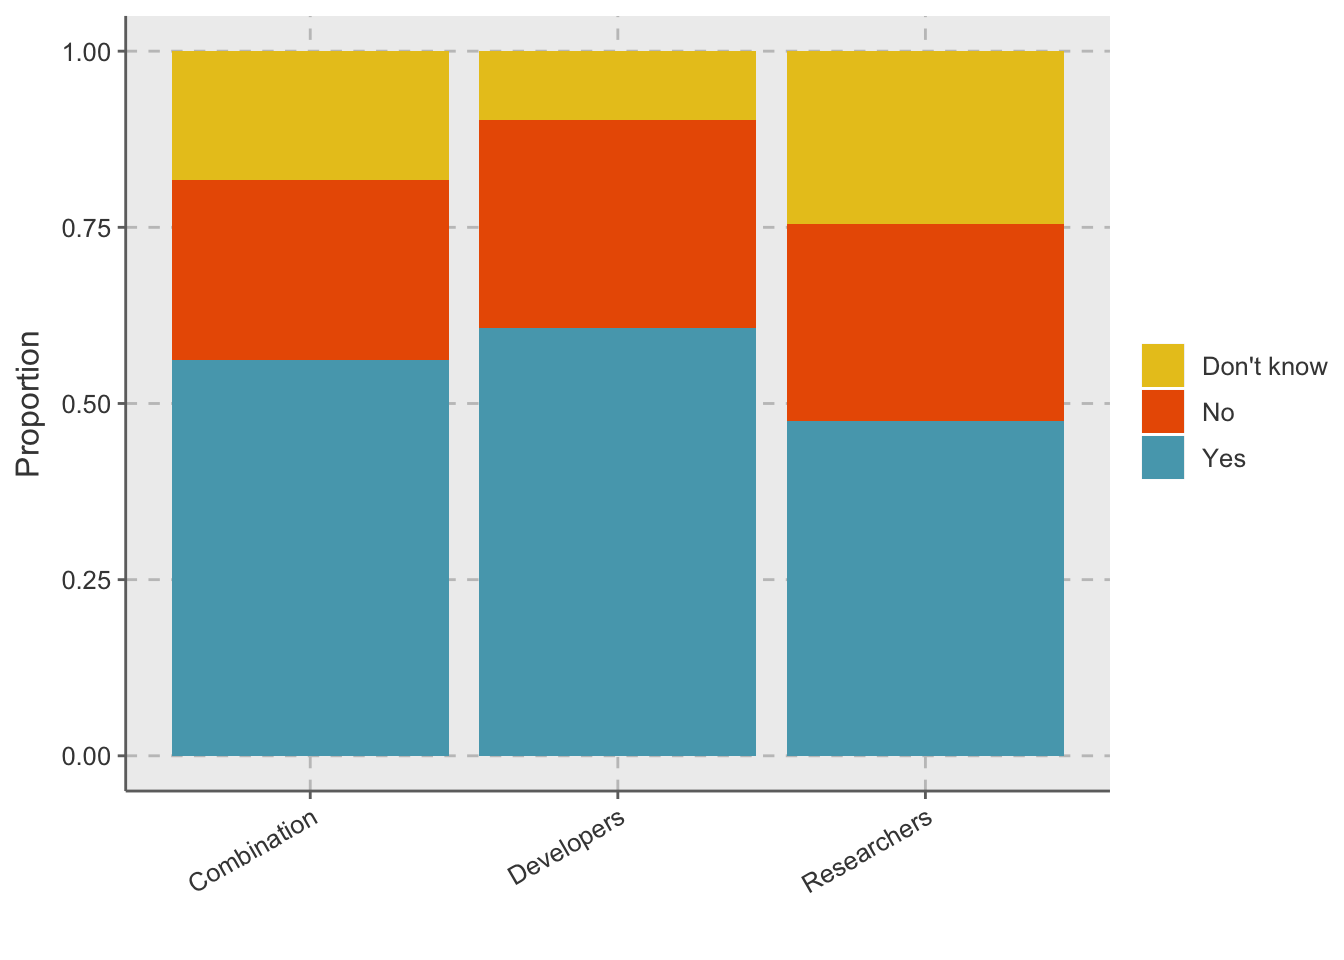 Proportion
1.00
0.75
0.50
0.25
0.00
Combination
Developers
Researchers
Don't know
No
Yes